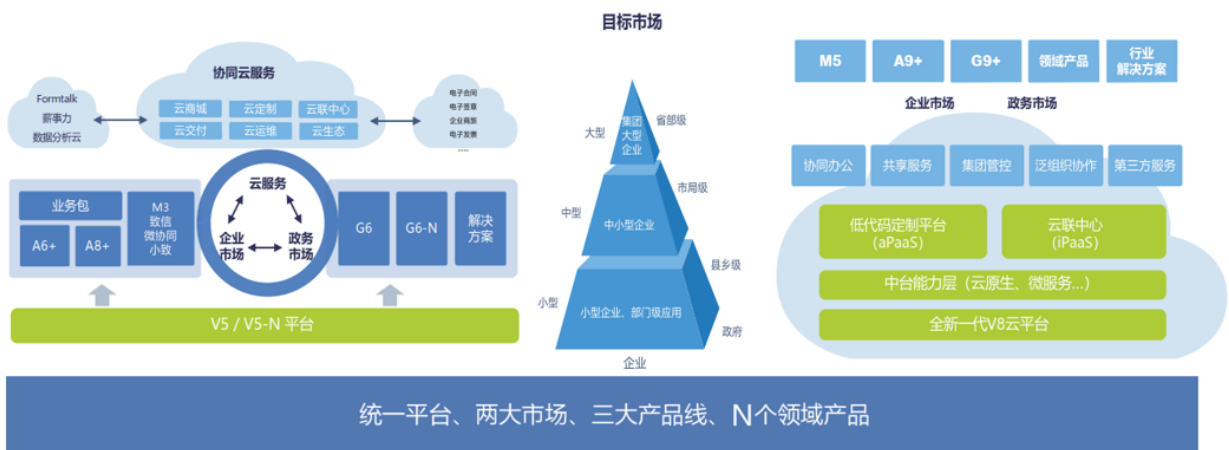 目标市场
协同云服务
Formtalk
薪事力
数据分析云
云商城
云定制
云联中心
云交付
云运维
云生态
电子合同
电子签章
企业商旅
电子发票
......
业务包
A6+
A8+
M3
致信
微协同
小致
云服务
企业
市场
政务
市场
G6
G6-N
解决
方案
V5 / V5-N 平台
集团
大型
企业
中小型企业
小型企业、部门级应用
大型
中型
小型
省部级
市局级
县乡级
政府
企业
M5
A9+
G9+
领域产品
行业
解决方案
企业市场
政务市场
协同办公
共享服务
集团管控
泛组织协作
第三方服务
低代码定制平台
(aPaaS)
云联中心
(iPaaS)
中台能力层（云原生、微服务...）
全新一代V8云平台
统一平台、两大市场、三大产品线、N个领域产品